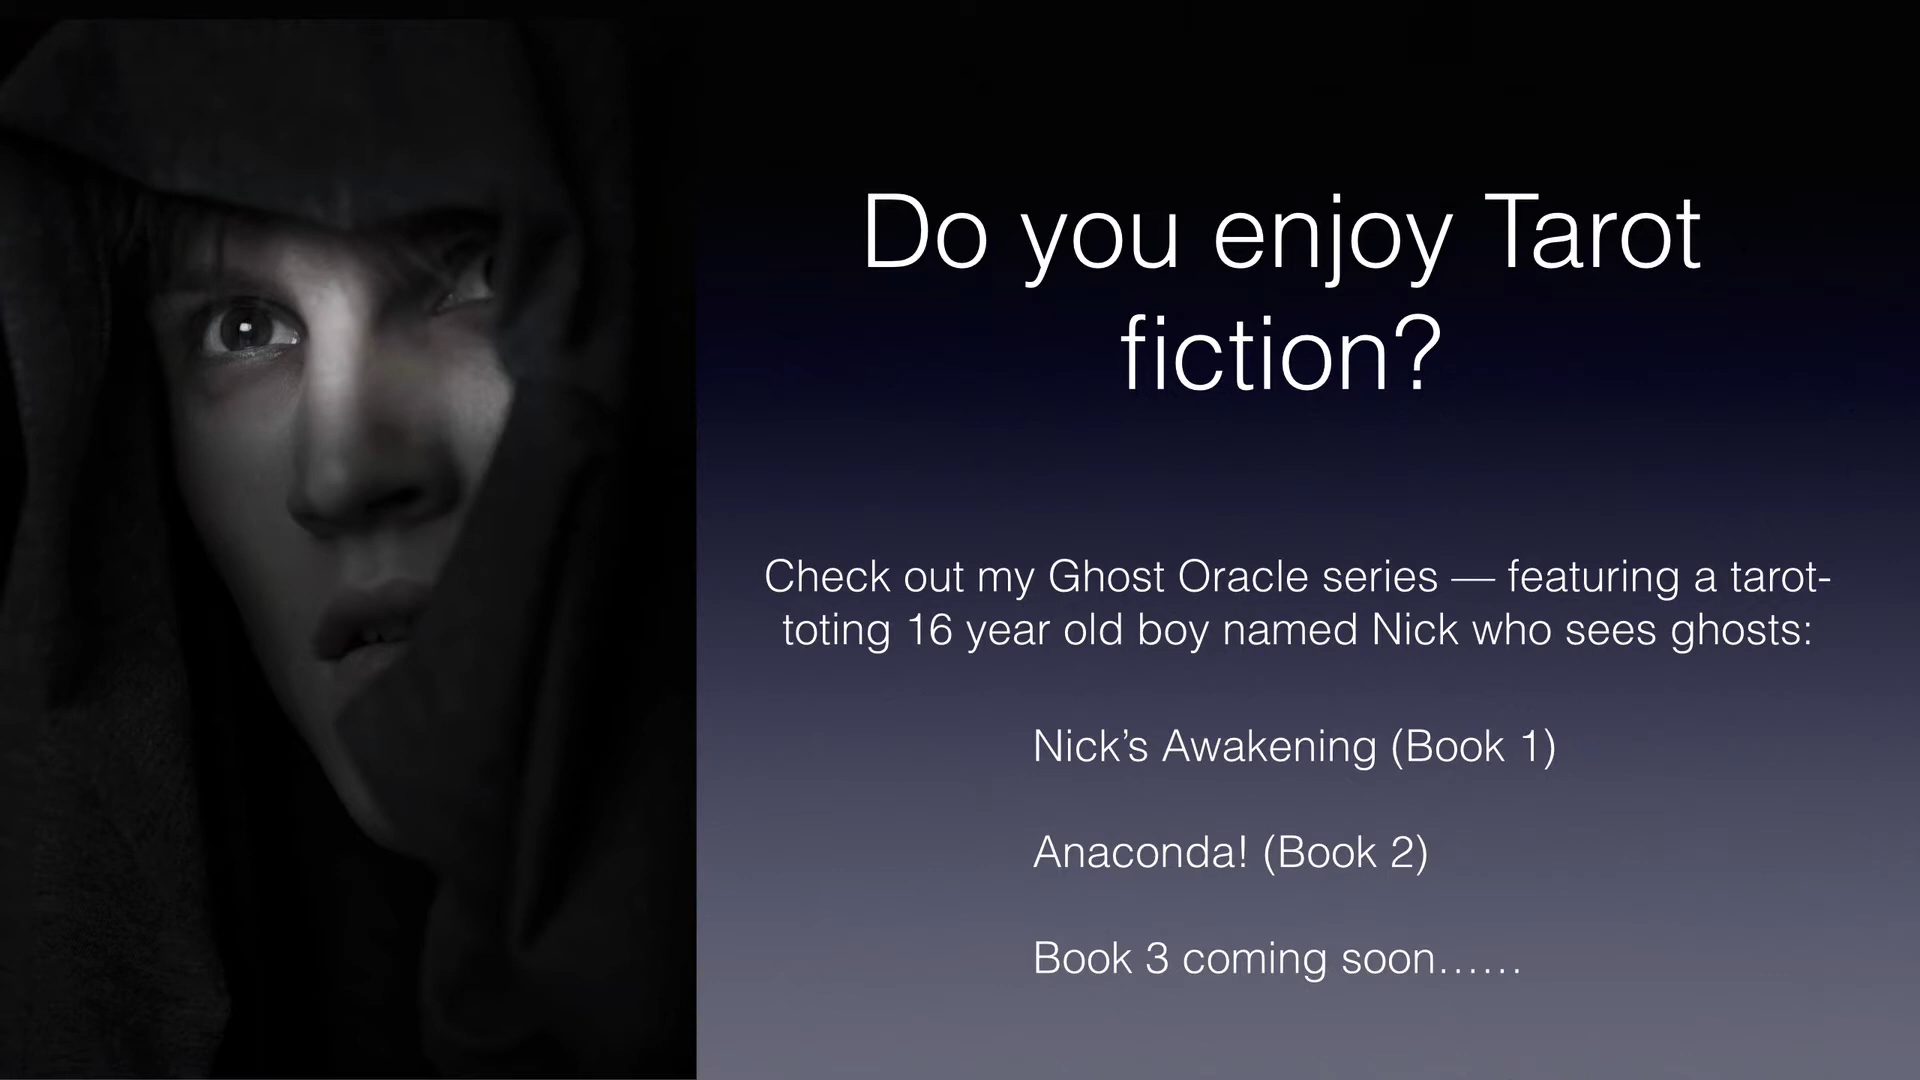 Do you enjoy Tarot
fiction?
Check out my Ghost Oracle series — featuring a tarot-
toting 16 year old boy named Nick who sees ghosts:
Nick’s Awakening (Book 1)
Anaconda! (Book 2)
Book 3 coming soon……